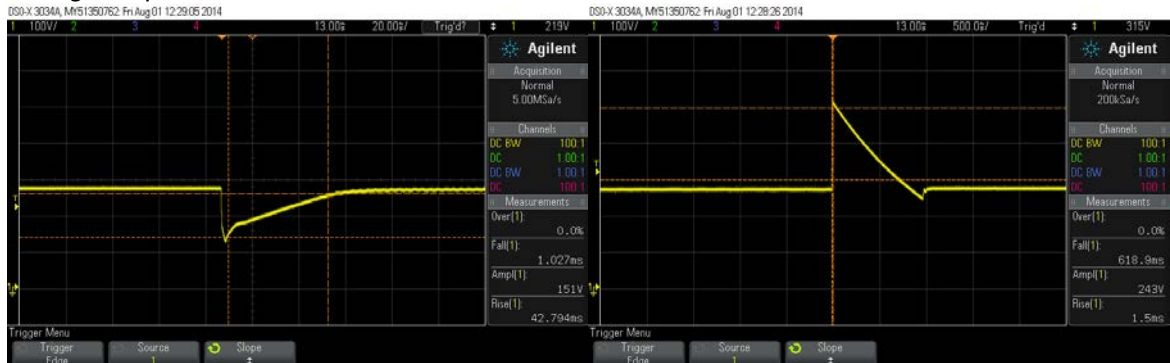 DSO-X 3034A, MY51350762: Fri Aug 01 12:29:05 2014
1 100V/ 2 3 4 13.00s 20.00s/ Trig'd? 1 219V
Agilent
Acquisition
Normal
5.00MSa/s
Channels
DC BW 100:1
DC 1.00:1
DC BW 1.00:1
DC 100:1
Measurements
Over(1):
0.0%
Fall(1):
1.027ms
Ampl(1):
151V
Rise(1):
42.794ms
Trigger Menu
Trigger Source Slope
Edge 1
DSO-X 3034A, MY51350762: Fri Aug 01 12:28:26 2014
1 100V/ 2 3 4 13.00s 500.0s/ Trig'd 1 315V
Agilent
Acquisition
Normal
200kSa/s
Channels
DC BW 100:1
DC 1.00:1
DC BW 1.00:1
DC 100:1
Measurements
Over(1):
0.0%
Fall(1):
618.9ms
Ampl(1):
243V
Rise(1):
1.5ms
Trigger Menu
Trigger Source Slope
Edge 1